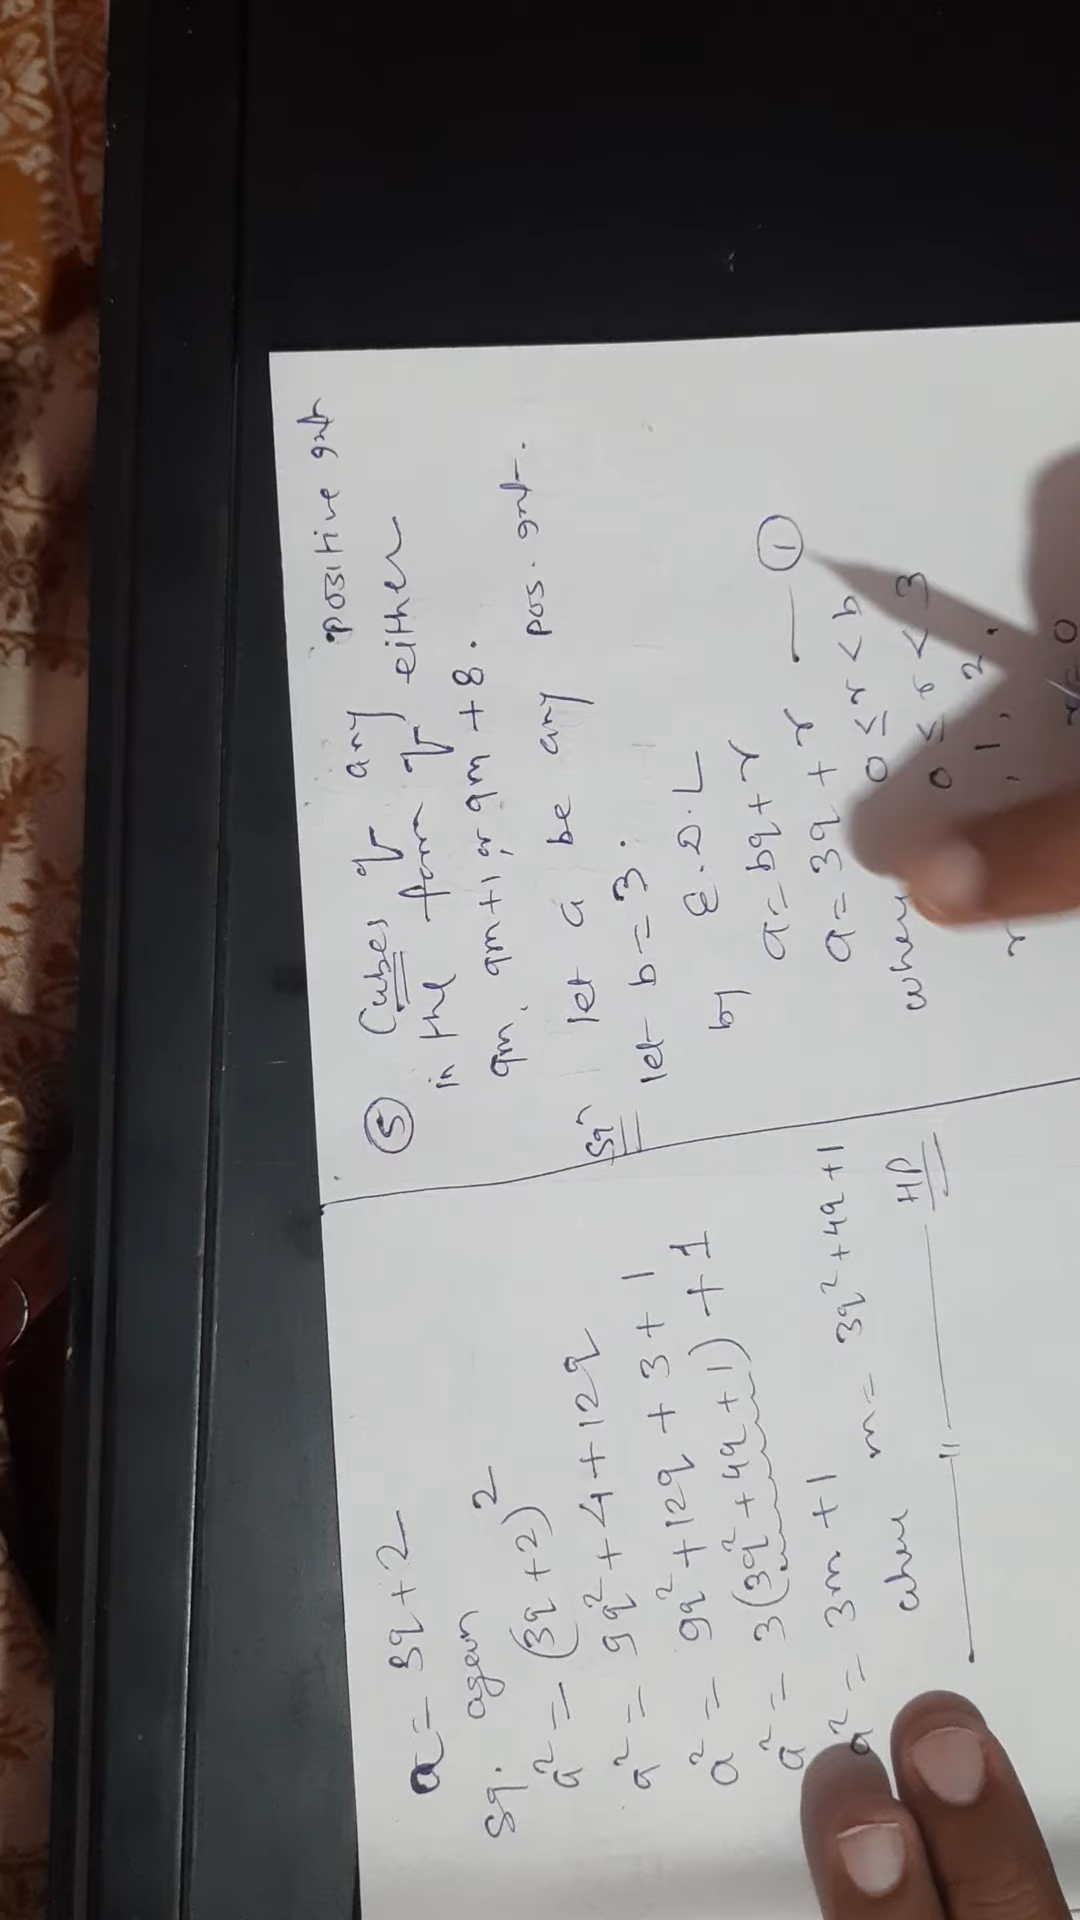 a = 3q + 2
Sq. again
a² = (3q + 2)²
a² = 9q² + 4 + 12q
a² = 9q² + 12q + 3 + 1
a² = 3(3q² + 4q + 1) + 1
a² = 3m + 1
where m = 3q² + 4q + 1
HP
⑤ Cubes of any positive int
in the form of either
9m, 9m+1, or 9m + 8.
Solⁿ let a be any pos. int.
let b = 3.
by E.D.L
a = bq + r
a = 3q + r — ①
where 0 ≤ r < b
0 ≤ r < 3
r , 1, 2.
r = 0